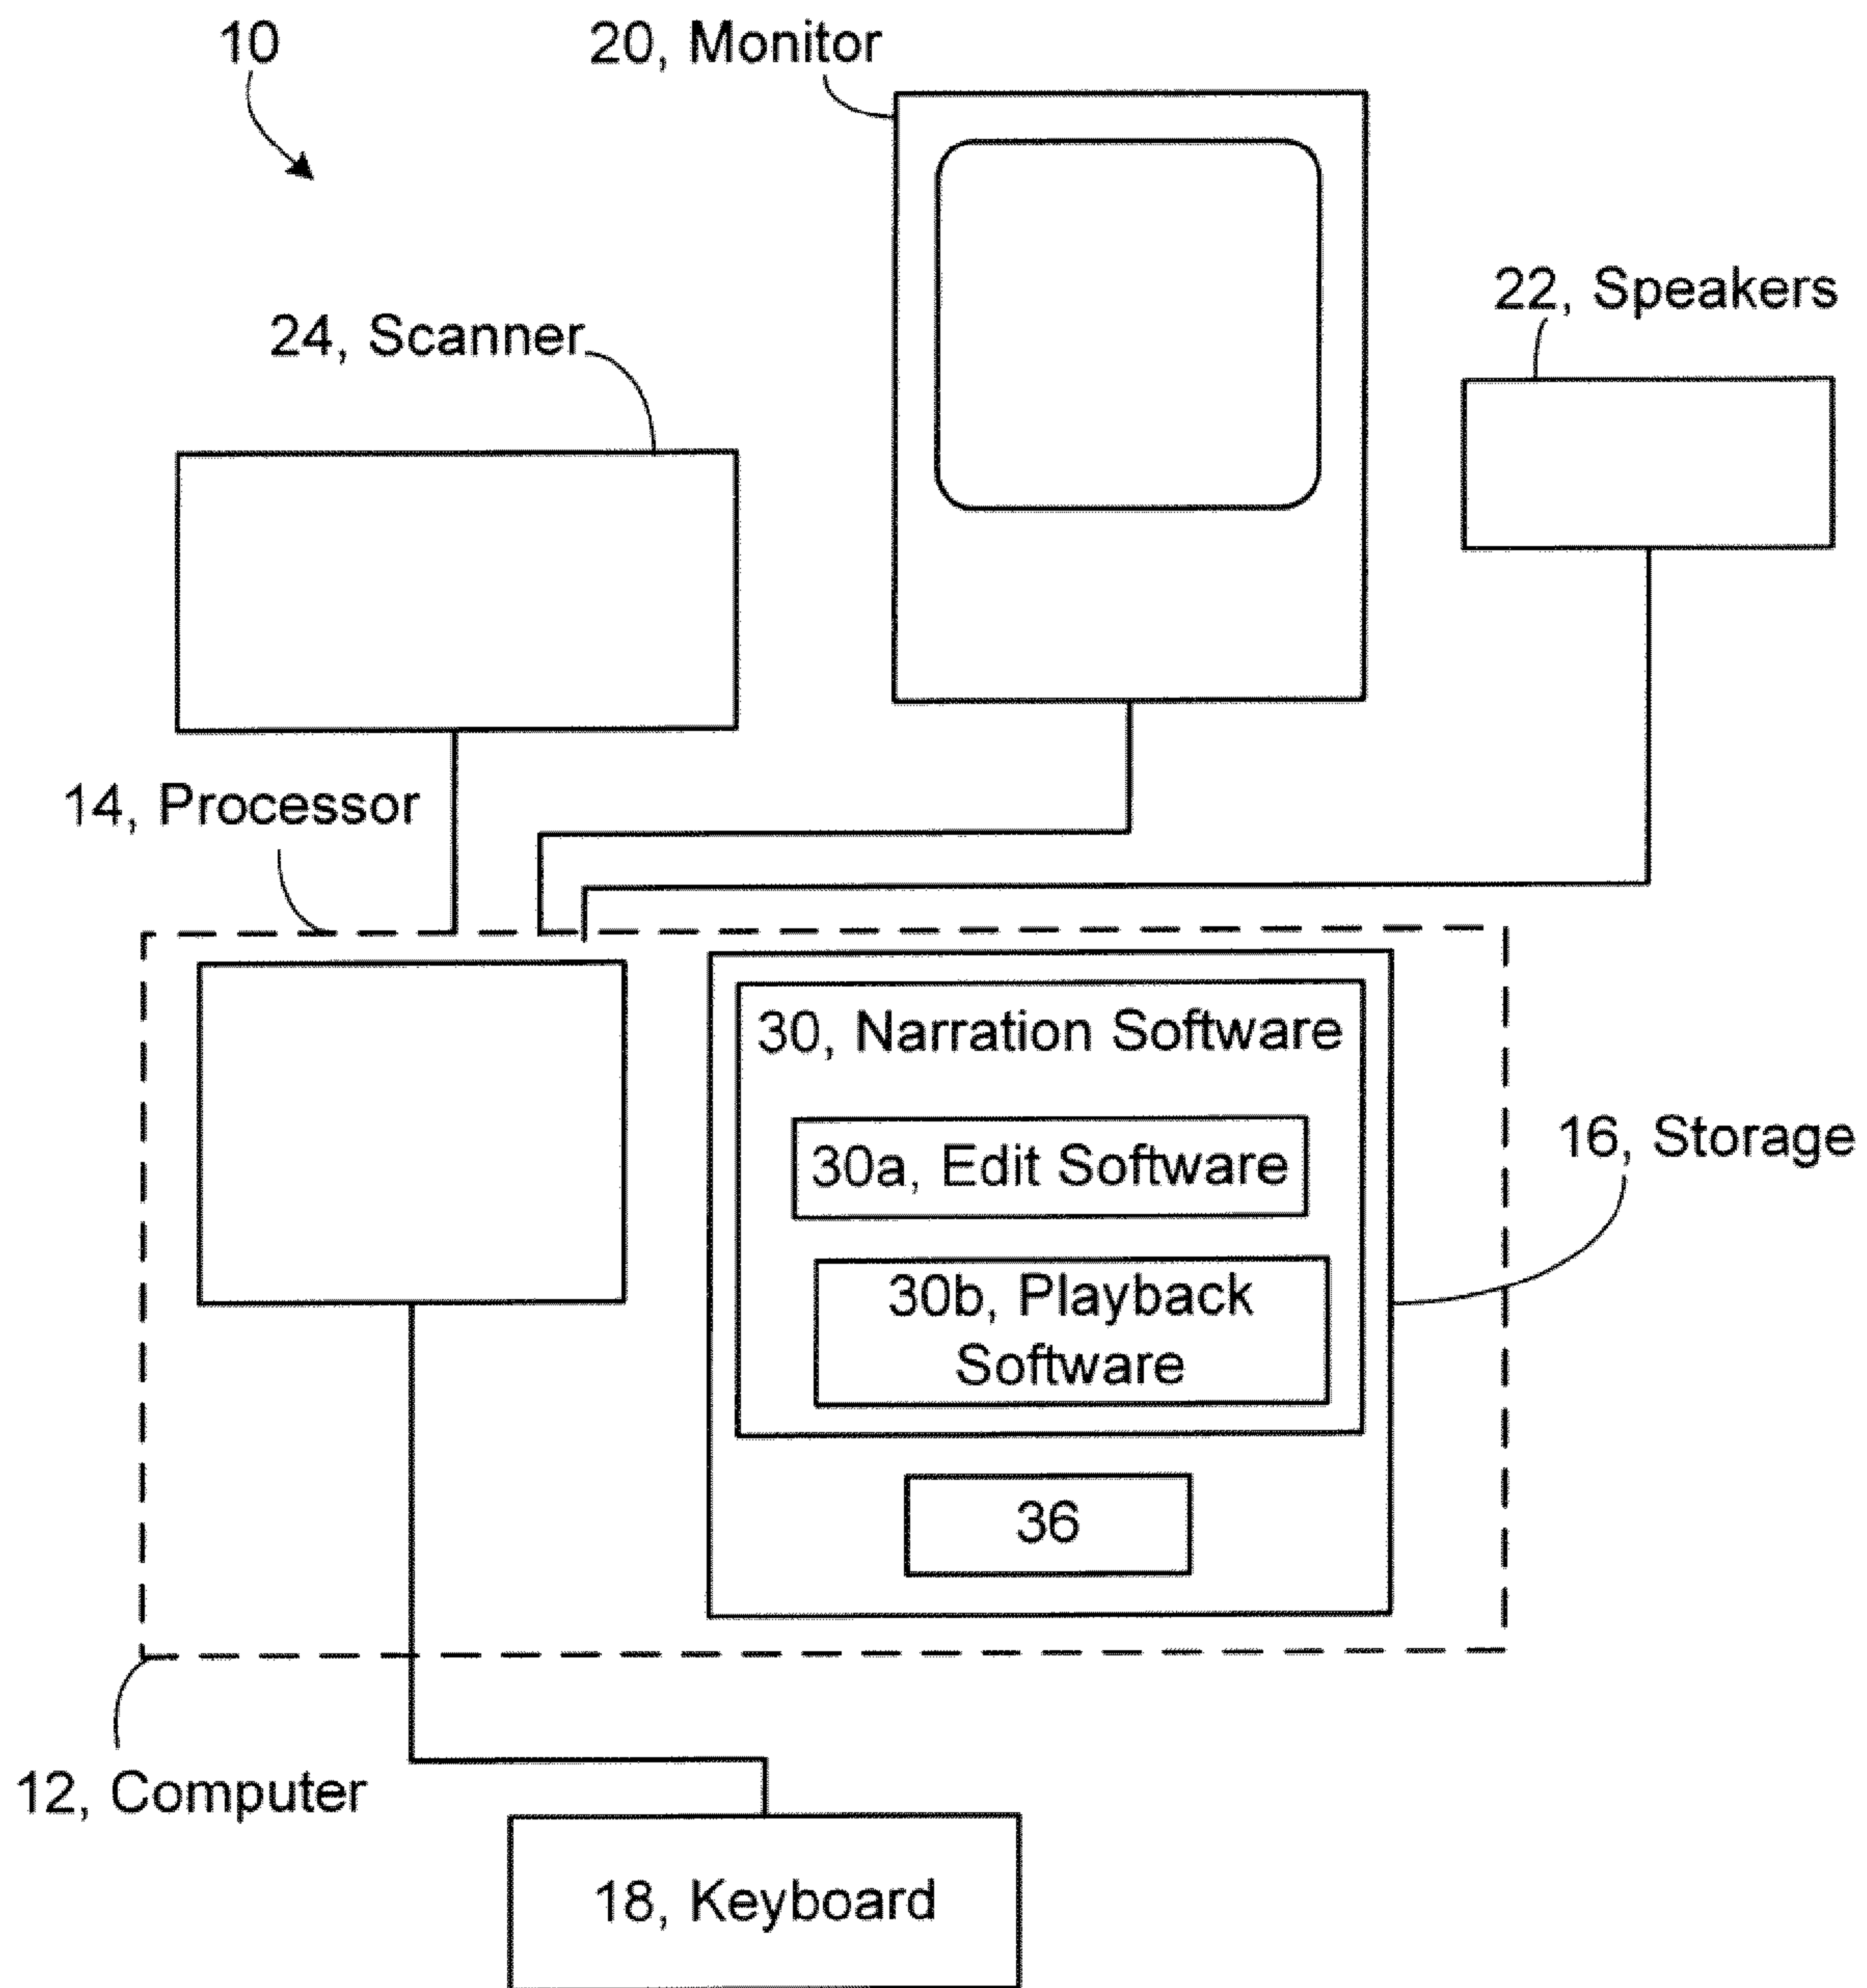 10
20, Monitor
22, Speakers
24, Scanner
14, Processor
30, Narration Software
30a, Edit Software
16, Storage
30b, Playback
Software
36
12, Computer
18, Keyboard